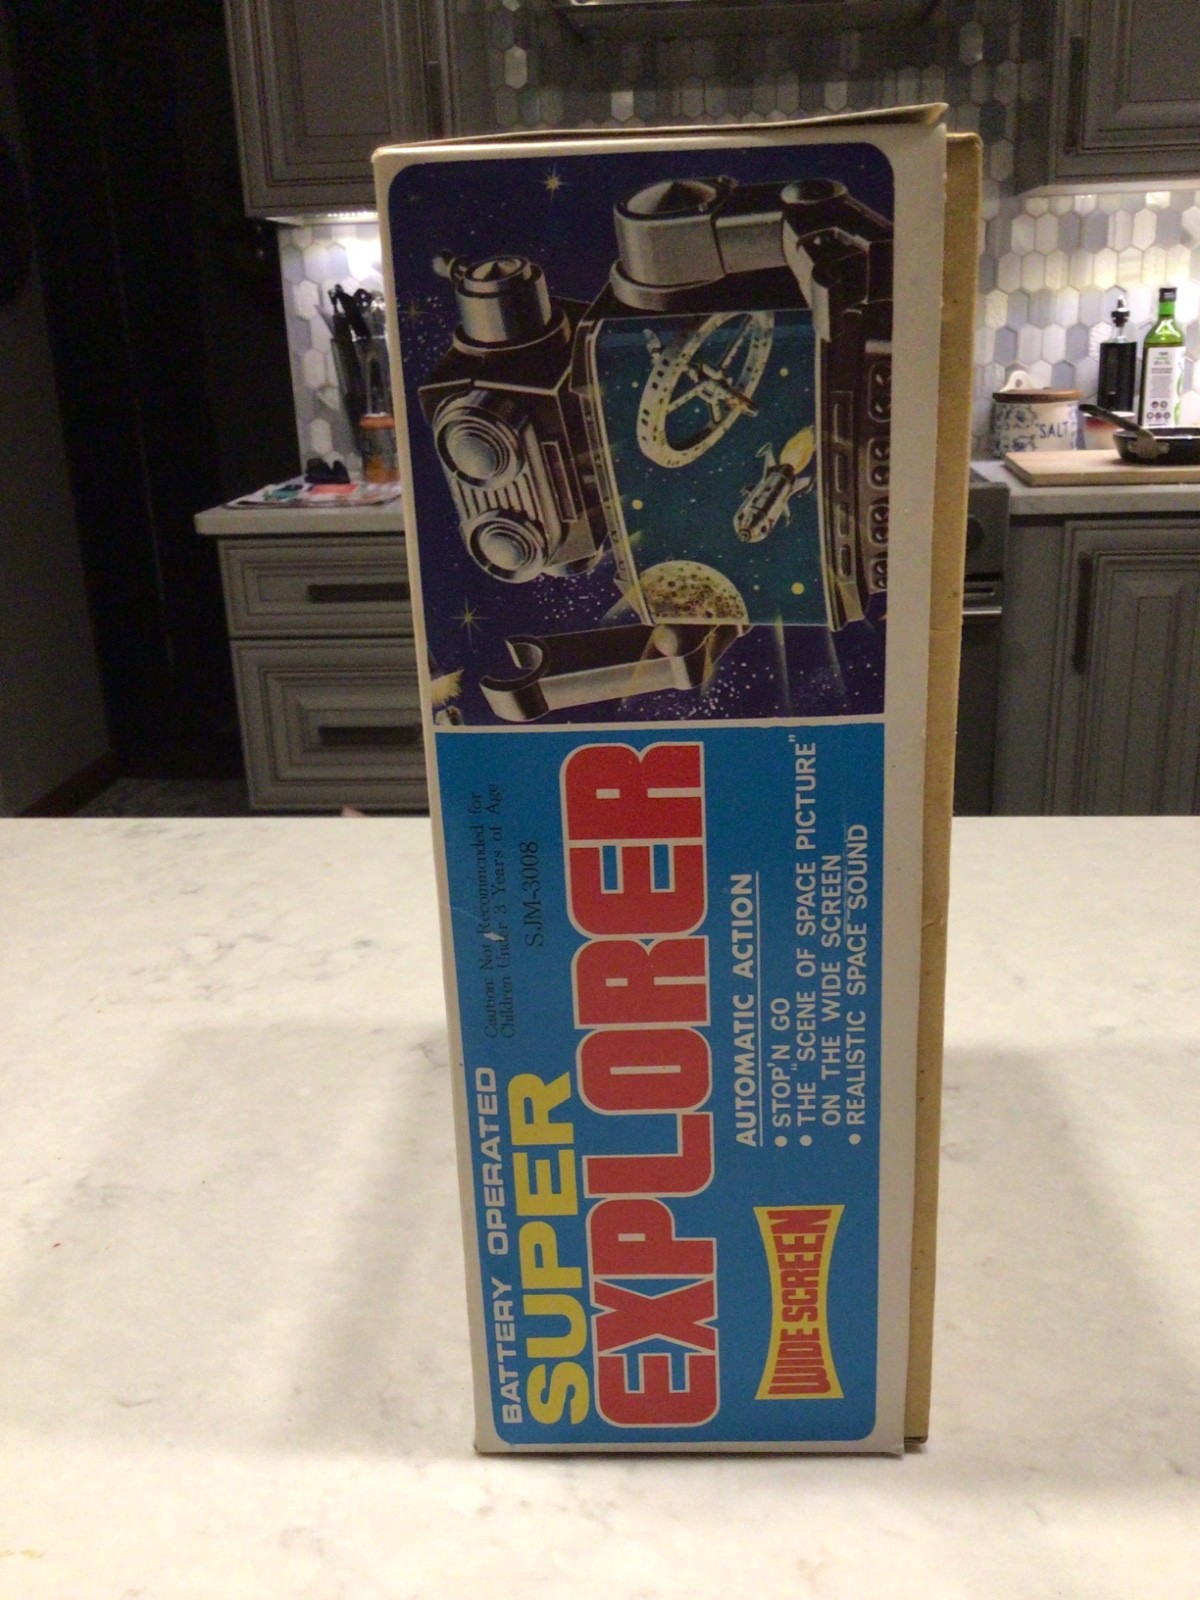 BATTERY OPERATED
SUPER
EXPLORER
Caution: Not Recommended for
Children Under 3 Years of Age
SJM-3008
AUTOMATIC ACTION
• STOP'N GO
• THE "SCENE OF SPACE PICTURE"
ON THE WIDE SCREEN
• REALISTIC SPACE SOUND
WIDE SCREEN
SALT